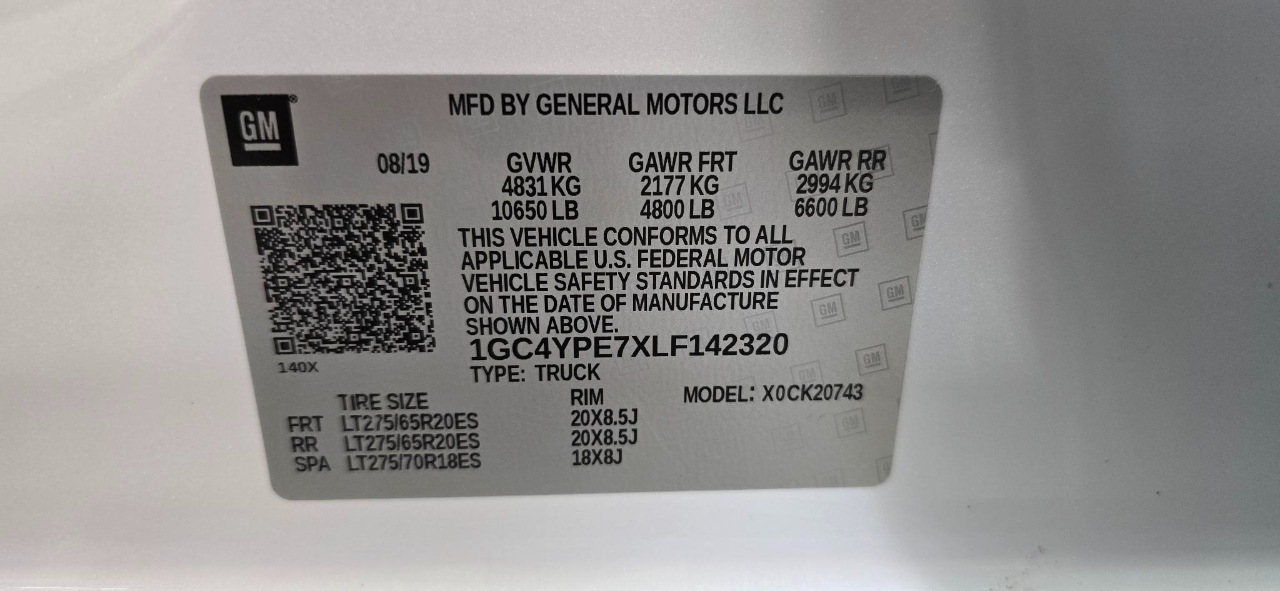 GM®
MFD BY GENERAL MOTORS LLC
08/19 GVWR GAWR FRT GAWR RR
4831 KG 2177 KG 2994 KG
10650 LB 4800 LB 6600 LB
THIS VEHICLE CONFORMS TO ALL
APPLICABLE U.S. FEDERAL MOTOR
VEHICLE SAFETY STANDARDS IN EFFECT
ON THE DATE OF MANUFACTURE
SHOWN ABOVE.
1GC4YPE7XLF142320
140X
TYPE: TRUCK
TIRE SIZE RIM MODEL: X0CK20743
FRT LT275/65R20ES 20X8.5J
RR LT275/65R20ES 20X8.5J
SPA LT275/70R18ES 18X8J